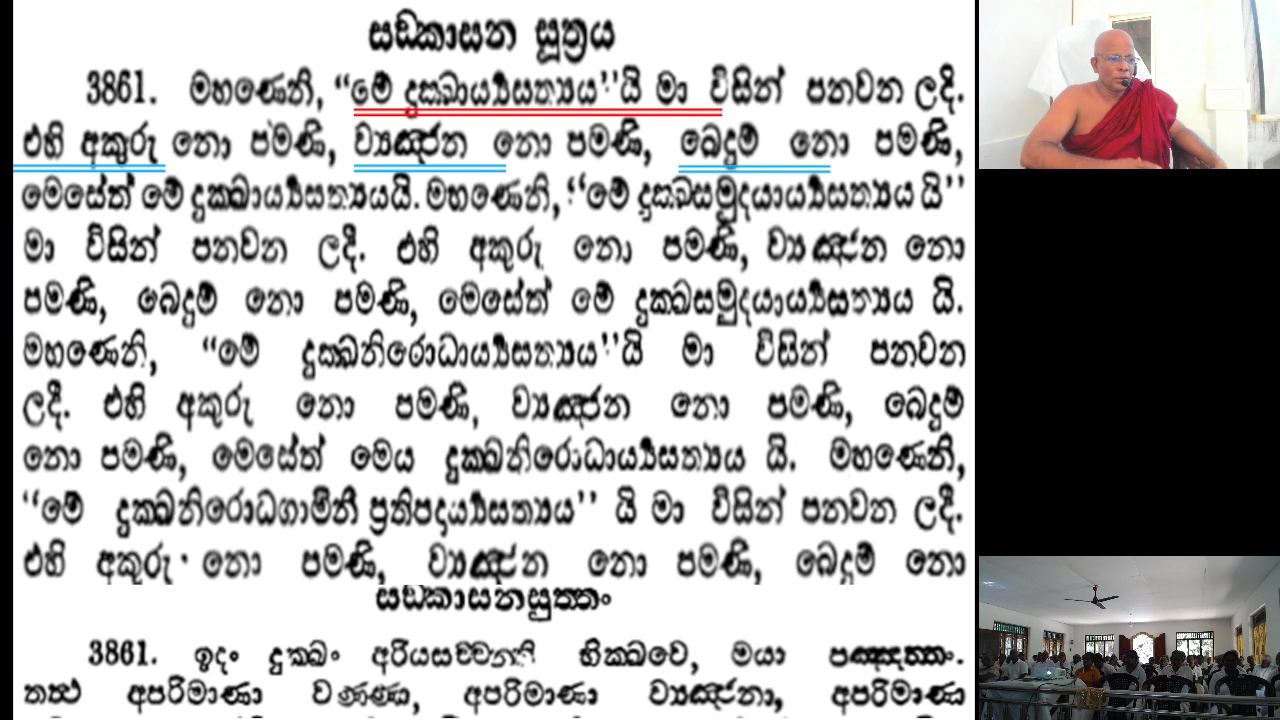 සඞ්කාසන සූත්‍රය
3861. මහණෙනි, “මේ දුක්ඛාර්ය්‍යසත්‍යය”යි මා විසින් පනවන ලදි.
එහි අකුරු නො පමණි, ව්‍යඤ්ජන නො පමණි, බෙදුම් නො පමණි,
මෙසේත් මේ දුක්ඛාර්ය්‍යසත්‍යයයි. මහණෙනි, “මේ දුක්ඛසමුදයාර්ය්‍යසත්‍යය යි”
මා විසින් පනවන ලදී. එහි අකුරු නො පමණි, ව්‍යඤ්ජන නො
පමණි, බෙදුම් නො පමණි, මෙසේත් මේ දුක්ඛසමුදයාර්ය්‍යසත්‍යය යි.
මහණෙනි, “මේ දුක්ඛනිරොධාර්ය්‍යසත්‍යය”යි මා විසින් පනවන
ලදී. එහි අකුරු නො පමණි, ව්‍යඤ්ජන නො පමණි, බෙදුම්
නො පමණි, මෙසේත් මෙය දුක්ඛනිරොධාර්ය්‍යසත්‍යය යි. මහණෙනි,
“මේ දුක්ඛනිරොධගාමිනී ප්‍රතිපදාර්ය්‍යසත්‍යය” යි මා විසින් පනවන ලදී.
එහි අකුරු නො පමණි, ව්‍යඤ්ජන නො පමණි, බෙදුම් නො
සඞ්කාසනසුත්තං
3861. ඉදං දුක්ඛං අරියසච්චන්ති භික්ඛවෙ, මයා පඤ්ඤත්තං.
තත්ථ අපරිමාණා වණ්ණා, අපරිමාණා ව්‍යඤ්ජනා, අපරිමාණා